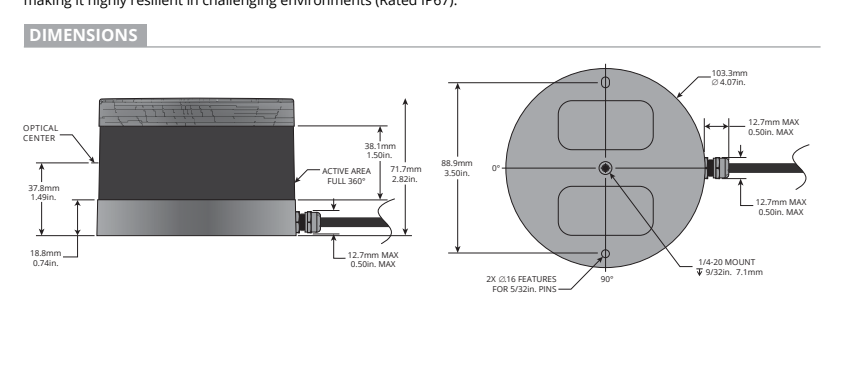 making it highly resilient in challenging environments (Rated IP67).
DIMENSIONS
OPTICAL
CENTER
37.8mm
1.49in.
18.8mm
0.74in.
38.1mm
1.50in.
71.7mm
2.82in.
ACTIVE AREA
FULL 360°
12.7mm MAX
0.50in. MAX
88.9mm
3.50in.
0°
103.3mm
∅ 4.07in.
12.7mm MAX
0.50in. MAX
12.7mm MAX
0.50in. MAX
2X ∅.16 FEATURES
FOR 5/32in. PINS
90°
1/4-20 MOUNT
↧ 9/32in. 7.1mm